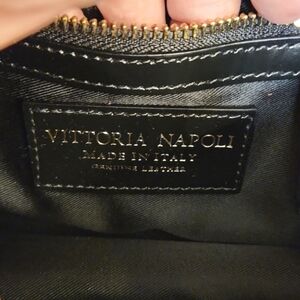 VITTORIA NAPOLI
MADE IN ITALY
GENUINE LEATHER